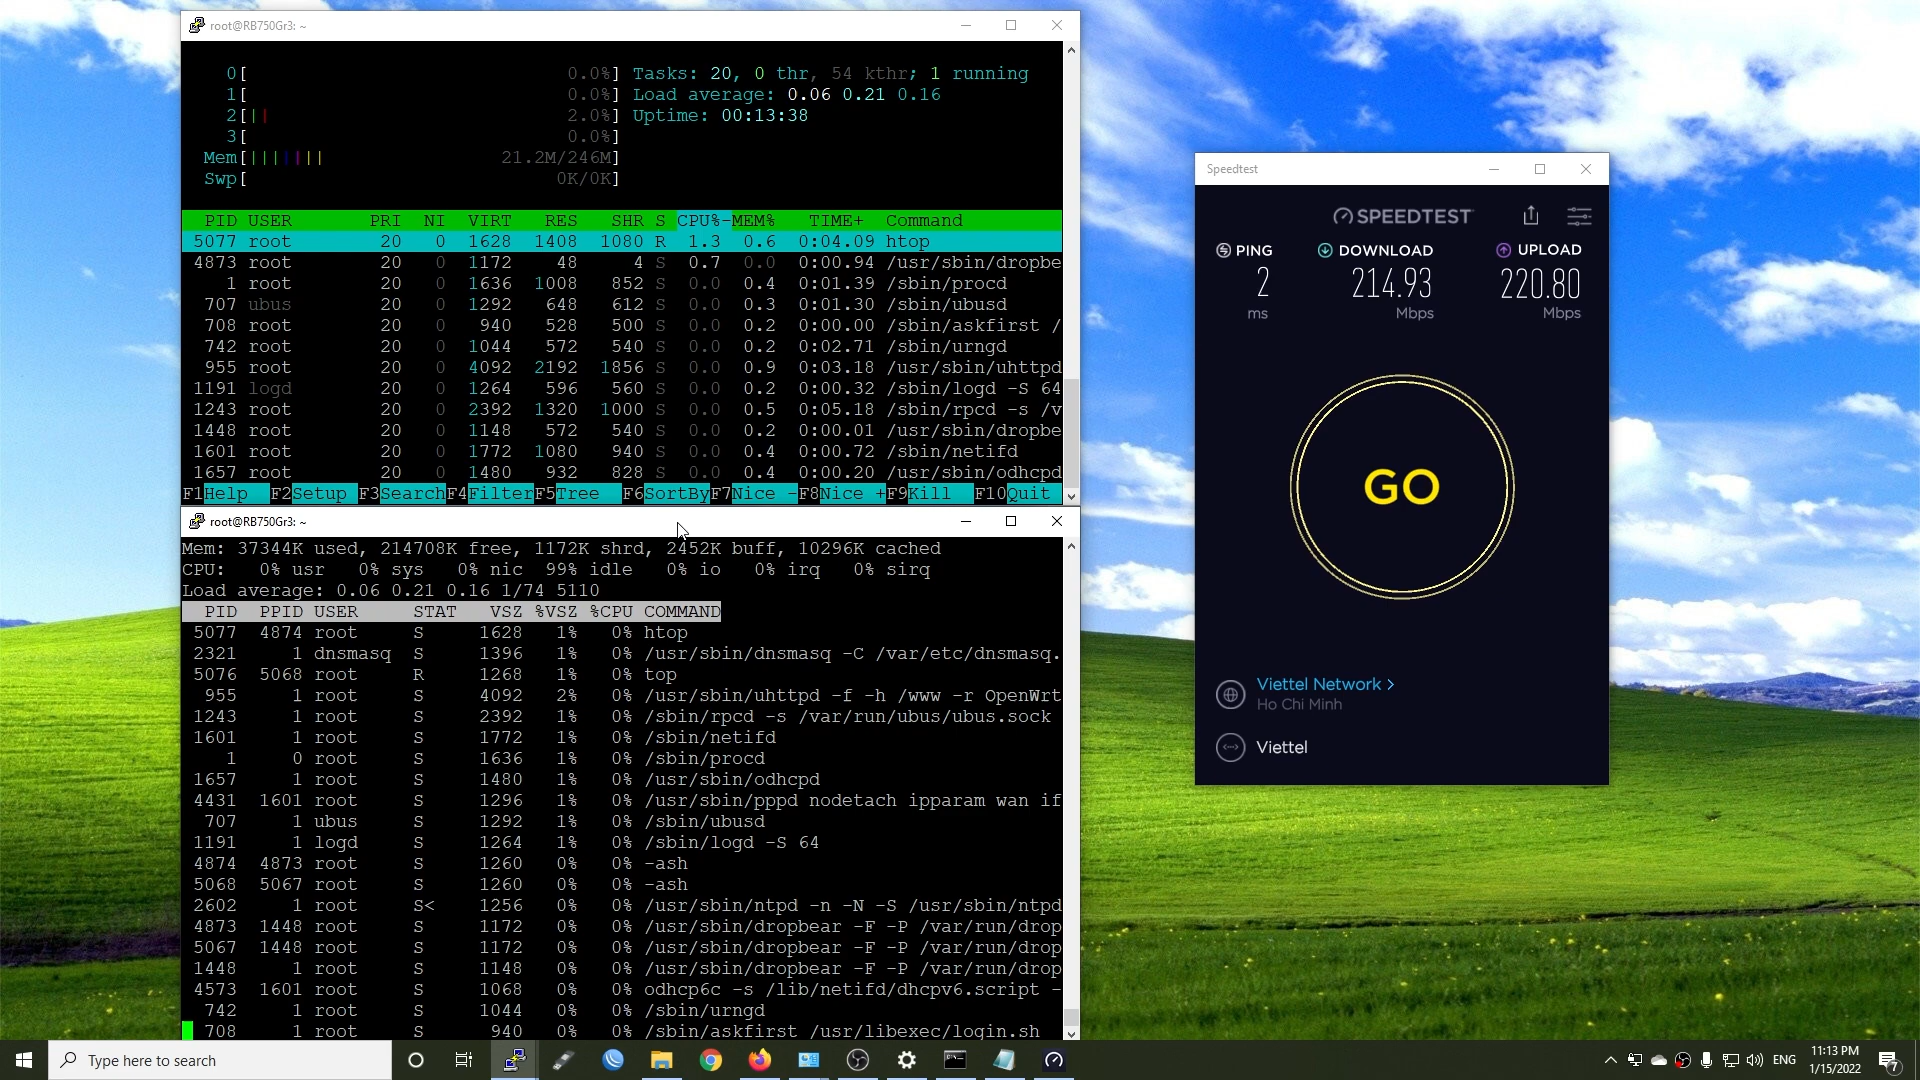 root@RB750Gr3: ~
0[ 0.0%] Tasks: 20, 0 thr, 54 kthr; 1 running
1[ 0.0%] Load average: 0.06 0.21 0.16
2[|| 2.0%] Uptime: 00:13:38
3[ 0.0%]
Mem[||||||| 21.2M/246M]
Swp[ 0K/0K]
PID USER PRI NI VIRT RES SHR S CPU%-MEM% TIME+ Command
5077 root 20 0 1628 1408 1080 R 1.3 0.6 0:04.09 htop
4873 root 20 0 1172 48 4 S 0.7 0.0 0:00.94 /usr/sbin/dropbe
1 root 20 0 1636 1008 852 S 0.0 0.4 0:01.39 /sbin/procd
707 ubus 20 0 1292 648 612 S 0.0 0.3 0:01.30 /sbin/ubusd
708 root 20 0 940 528 500 S 0.0 0.2 0:00.00 /sbin/askfirst /
742 root 20 0 1044 572 540 S 0.0 0.2 0:02.71 /sbin/urngd
955 root 20 0 4092 2192 1856 S 0.0 0.9 0:03.18 /usr/sbin/uhttpd
1191 logd 20 0 1264 596 560 S 0.0 0.2 0:00.32 /sbin/logd -S 64
1243 root 20 0 2392 1320 1000 S 0.0 0.5 0:05.18 /sbin/rpcd -s /v
1448 root 20 0 1148 572 540 S 0.0 0.2 0:00.01 /usr/sbin/dropbe
1601 root 20 0 1772 1080 940 S 0.0 0.4 0:00.72 /sbin/netifd
1657 root 20 0 1480 932 828 S 0.0 0.4 0:00.20 /usr/sbin/odhcpd
F1Help F2Setup F3SearchF4FilterF5Tree F6SortByF7Nice -F8Nice +F9Kill F10Quit
root@RB750Gr3: ~
Mem: 37344K used, 214708K free, 1172K shrd, 2452K buff, 10296K cached
CPU: 0% usr 0% sys 0% nic 99% idle 0% io 0% irq 0% sirq
Load average: 0.06 0.21 0.16 1/74 5110
PID PPID USER STAT VSZ %VSZ %CPU COMMAND
5077 4874 root S 1628 1% 0% htop
2321 1 dnsmasq S 1396 1% 0% /usr/sbin/dnsmasq -C /var/etc/dnsmasq.
5076 5068 root R 1268 1% 0% top
955 1 root S 4092 2% 0% /usr/sbin/uhttpd -f -h /www -r OpenWrt
1243 1 root S 2392 1% 0% /sbin/rpcd -s /var/run/ubus/ubus.sock
1601 1 root S 1772 1% 0% /sbin/netifd
1 0 root S 1636 1% 0% /sbin/procd
1657 1 root S 1480 1% 0% /usr/sbin/odhcpd
4431 1601 root S 1296 1% 0% /usr/sbin/pppd nodetach ipparam wan if
707 1 ubus S 1292 1% 0% /sbin/ubusd
1191 1 logd S 1264 1% 0% /sbin/logd -S 64
4874 4873 root S 1260 0% 0% -ash
5068 5067 root S 1260 0% 0% -ash
2602 1 root S< 1256 0% 0% /usr/sbin/ntpd -n -N -S /usr/sbin/ntpd
4873 1448 root S 1172 0% 0% /usr/sbin/dropbear -F -P /var/run/drop
5067 1448 root S 1172 0% 0% /usr/sbin/dropbear -F -P /var/run/drop
1448 1 root S 1148 0% 0% /usr/sbin/dropbear -F -P /var/run/drop
4573 1601 root S 1068 0% 0% odhcp6c -s /lib/netifd/dhcpv6.script -
742 1 root S 1044 0% 0% /sbin/urngd
708 1 root S 940 0% 0% /sbin/askfirst /usr/libexec/login.sh
Speedtest
SPEEDTEST
PING DOWNLOAD UPLOAD
2 214.93 220.80
ms Mbps Mbps
GO
Viettel Network >
Ho Chi Minh
Viettel
Type here to search
ENG
11:13 PM
1/15/2022
7